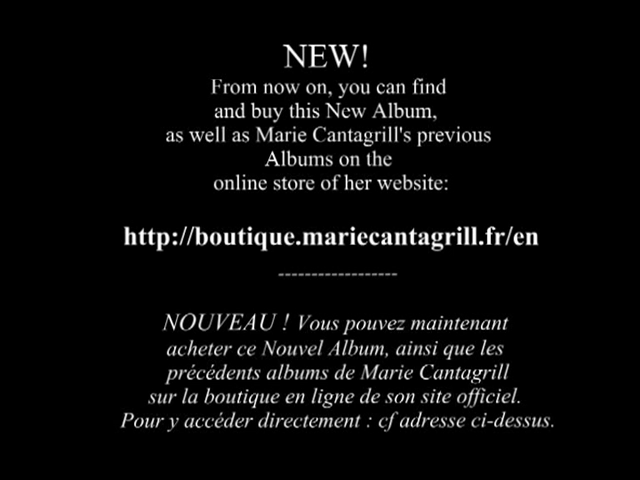 NEW!
From now on, you can find
and buy this New Album,
as well as Marie Cantagrill's previous
Albums on the
online store of her website:
http://boutique.mariecantagrill.fr/en
------------------
NOUVEAU ! Vous pouvez maintenant
acheter ce Nouvel Album, ainsi que les
précédents albums de Marie Cantagrill
sur la boutique en ligne de son site officiel.
Pour y accéder directement : cf adresse ci-dessus.